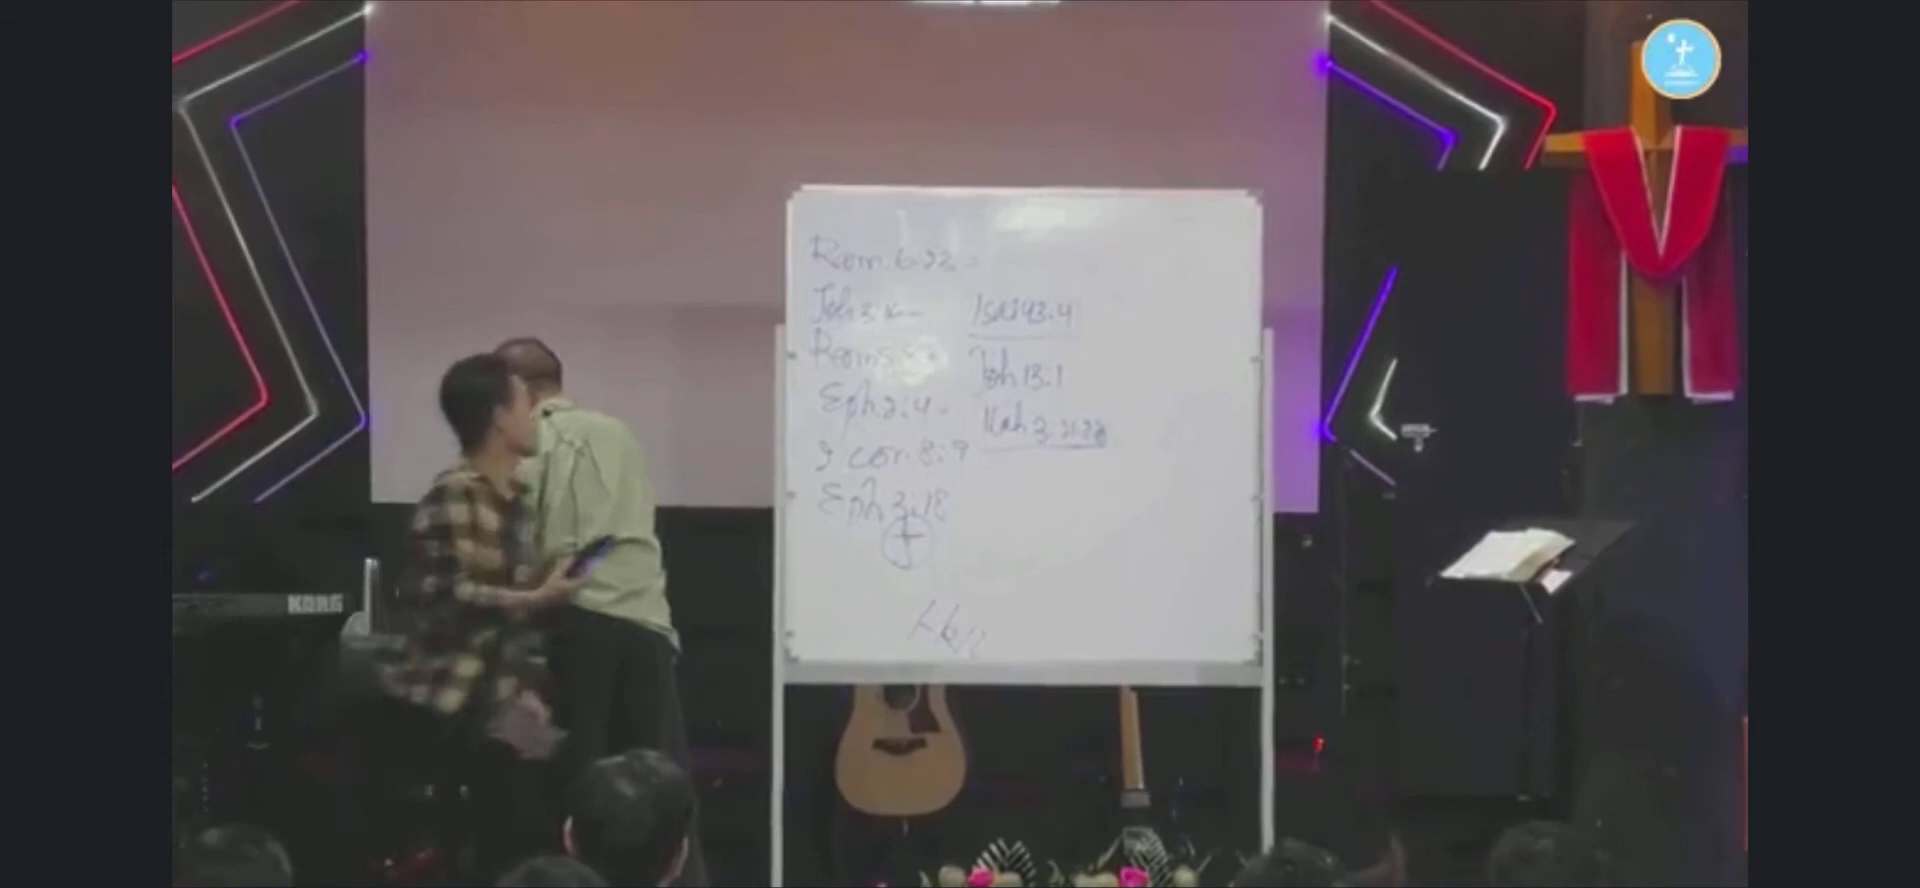 Rom. 6:23 -
Joh 3:16 -
Rom 5:8
Eph 2:4 -
2 cor. 8:9
Eph 3:18
Isai 43:4
Joh 13:1
KORG